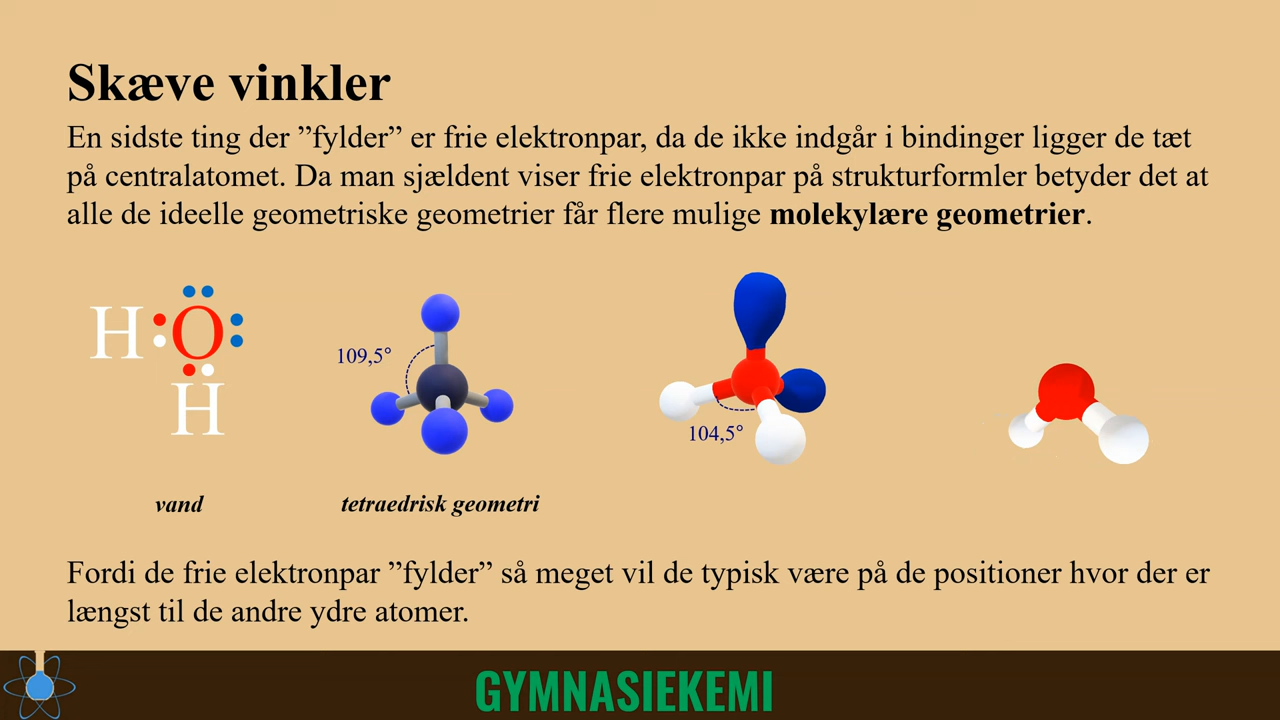 Skæve vinkler
En sidste ting der ”fylder” er frie elektronpar, da de ikke indgår i bindinger ligger de tæt
på centralatomet. Da man sjældent viser frie elektronpar på strukturformler betyder det at
alle de ideelle geometriske geometrier får flere mulige molekylære geometrier.
H O
H
109,5°
104,5°
vand
tetraedrisk geometri
Fordi de frie elektronpar ”fylder” så meget vil de typisk være på de positioner hvor der er
længst til de andre ydre atomer.
GYMNASIEKEMI